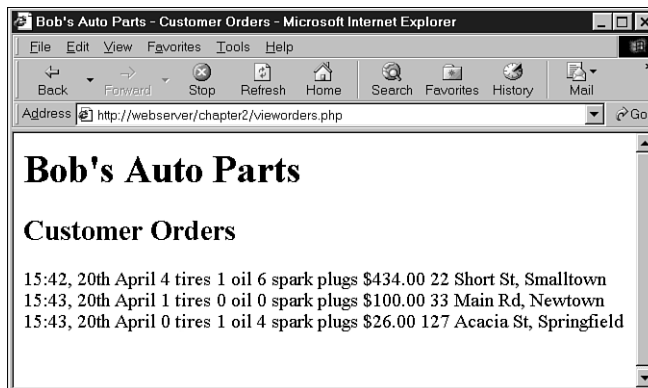 Bob's Auto Parts - Customer Orders - Microsoft Internet Explorer
File Edit View Favorites Tools Help
Back Forward Stop Refresh Home Search Favorites History Mail
Address http://webserver/chapter2/vieworders.php Go
Bob's Auto Parts
Customer Orders
15:42, 20th April 4 tires 1 oil 6 spark plugs $434.00 22 Short St, Smalltown
15:43, 20th April 1 tires 0 oil 0 spark plugs $100.00 33 Main Rd, Newtown
15:43, 20th April 0 tires 1 oil 4 spark plugs $26.00 127 Acacia St, Springfield